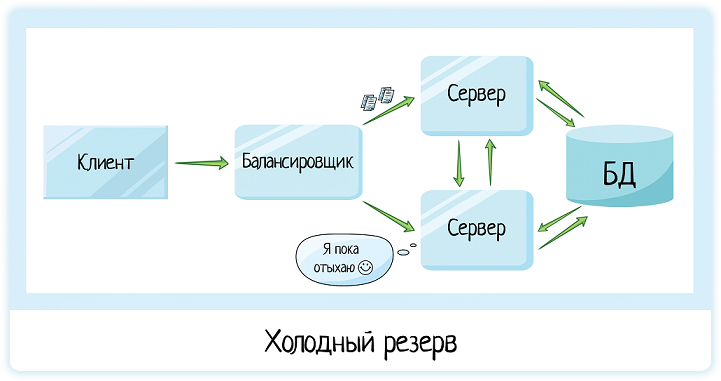 Сервер
Клиент
Балансировщик
БД
Сервер
Я пока
отыхаю
Холодный резерв